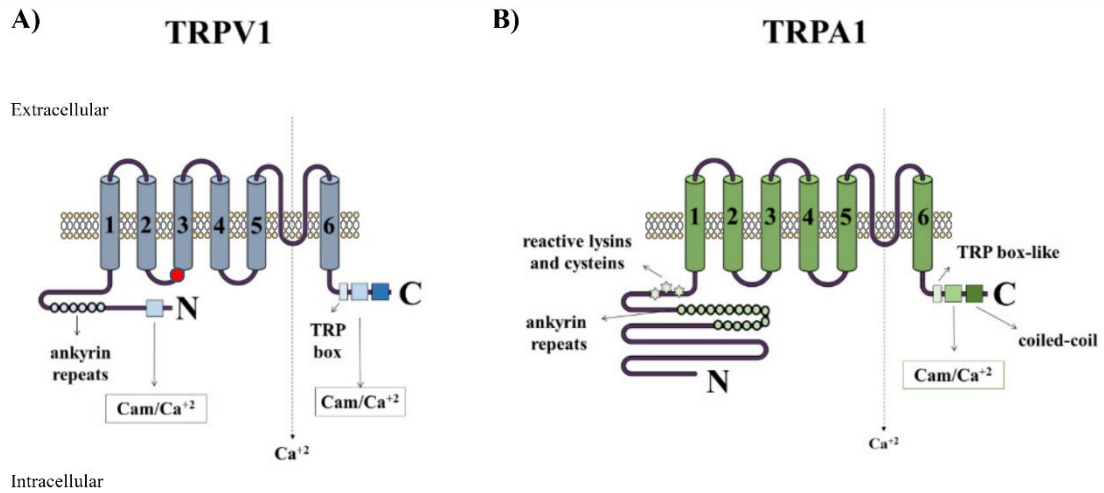 A)
TRPV1
B)
TRPA1
Extracellular
1
2
3
4
5
6
N
C
ankyrin
repeats
TRP
box
Cam/Ca⁺²
Cam/Ca⁺²
Ca⁺²
1
2
3
4
5
6
reactive lysins
and cysteins
TRP box-like
ankyrin
repeats
N
C
coiled-coil
Cam/Ca⁺²
Ca⁺²
Intracellular